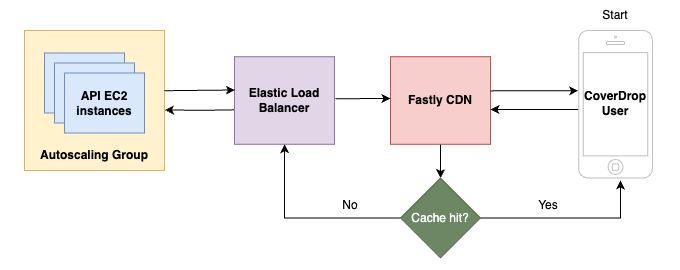 Start
API EC2
instances
Autoscaling Group
Elastic Load
Balancer
Fastly CDN
CoverDrop
User
No
Cache hit?
Yes